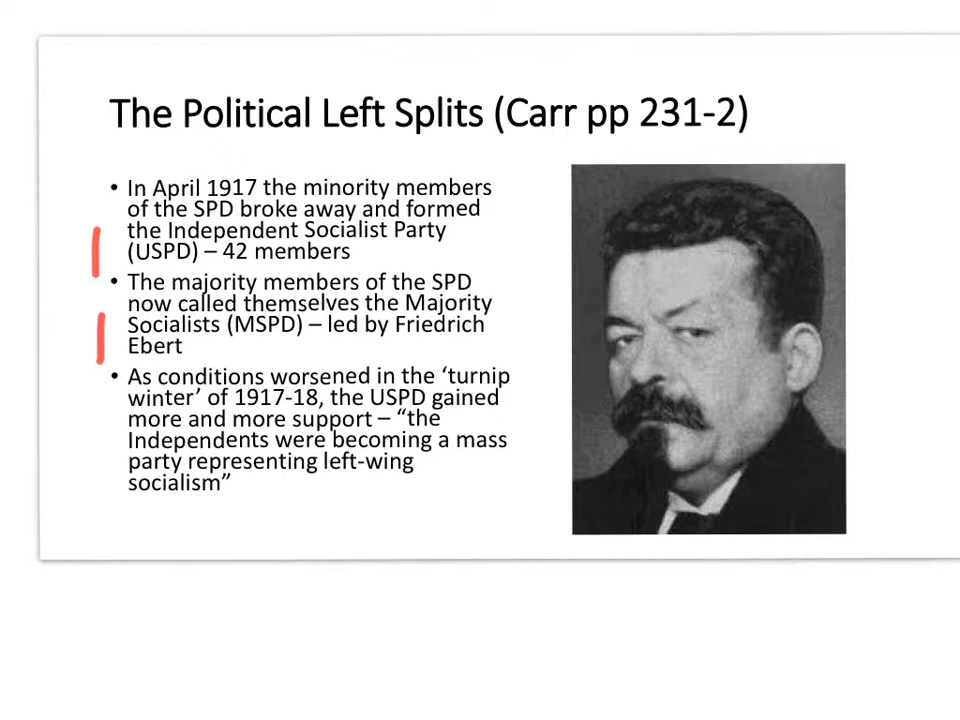 The Political Left Splits (Carr pp 231-2)
• In April 1917 the minority members
of the SPD broke away and formed
the Independent Socialist Party
(USPD) – 42 members
• The majority members of the SPD
now called themselves the Majority
Socialists (MSPD) – led by Friedrich
Ebert
• As conditions worsened in the ‘turnip
winter’ of 1917-18, the USPD gained
more and more support – “the
Independents were becoming a mass
party representing left-wing
socialism”